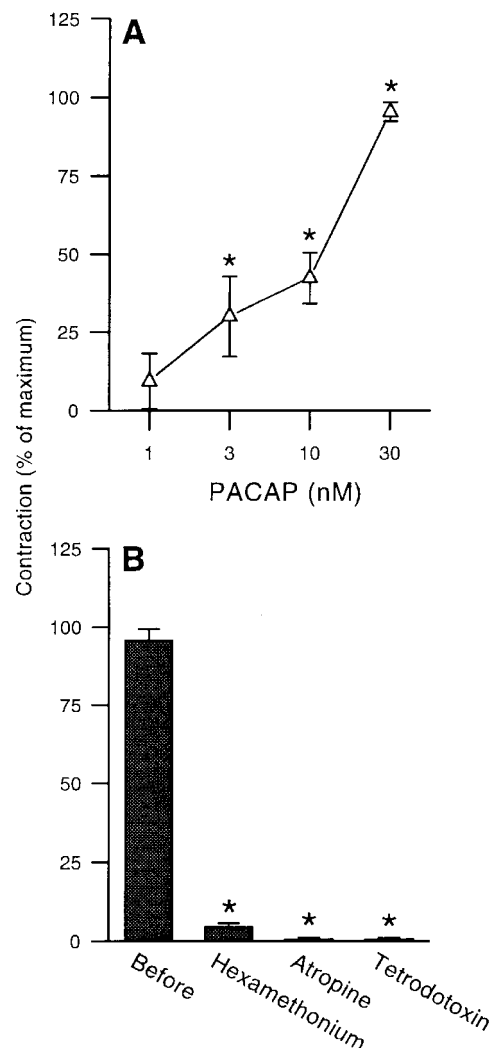 A
125
100
75
50
25
0
*
*
*
1
3
10
30
PACAP (nM)
Contraction (% of maximum)
B
125
100
75
50
25
0
*
*
*
Before
Hexamethonium
Atropine
Tetrodotoxin